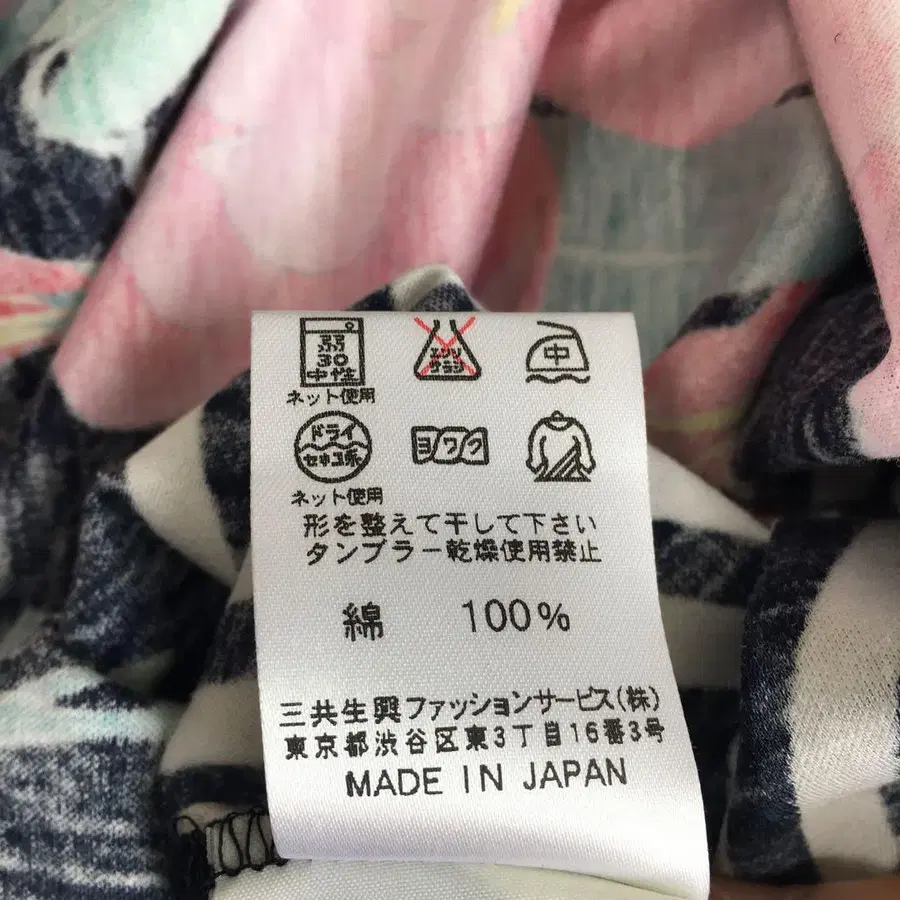 弱
30
中性
ネット使用
エンソ
サラシ
中
ドライ
セキユ系
ネット使用
ヨワク
形を整えて干して下さい
タンブラー乾燥使用禁止
綿 100%
三共生興ファッションサービス(株)
東京都渋谷区東3丁目16番3号
MADE IN JAPAN